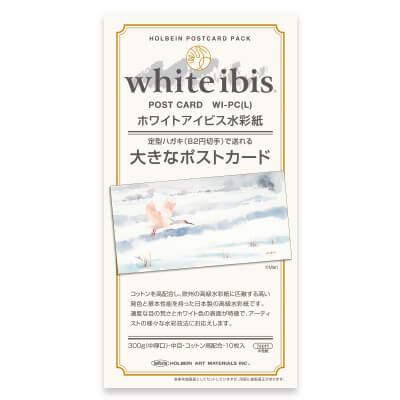 HOLBEIN POSTCARD PACK
white ibis
POST CARD WI-PC(L)
ホワイトアイビス水彩紙
定型ハガキ(82円切手)で送れる
大きなポストカード
©Mari
コットンを高配合し、欧州の高級水彩紙に匹敵する高い
発色と基本性能を持った日本製の高級水彩紙です。
適度な目の荒さとホワイト色の表面が特徴で、アーティ
ストの様々な水彩技法にお応えします。
300g(中厚口)・中目・コットン高配合・10枚入
中性紙
HOLBEIN ART MATERIALS INC.